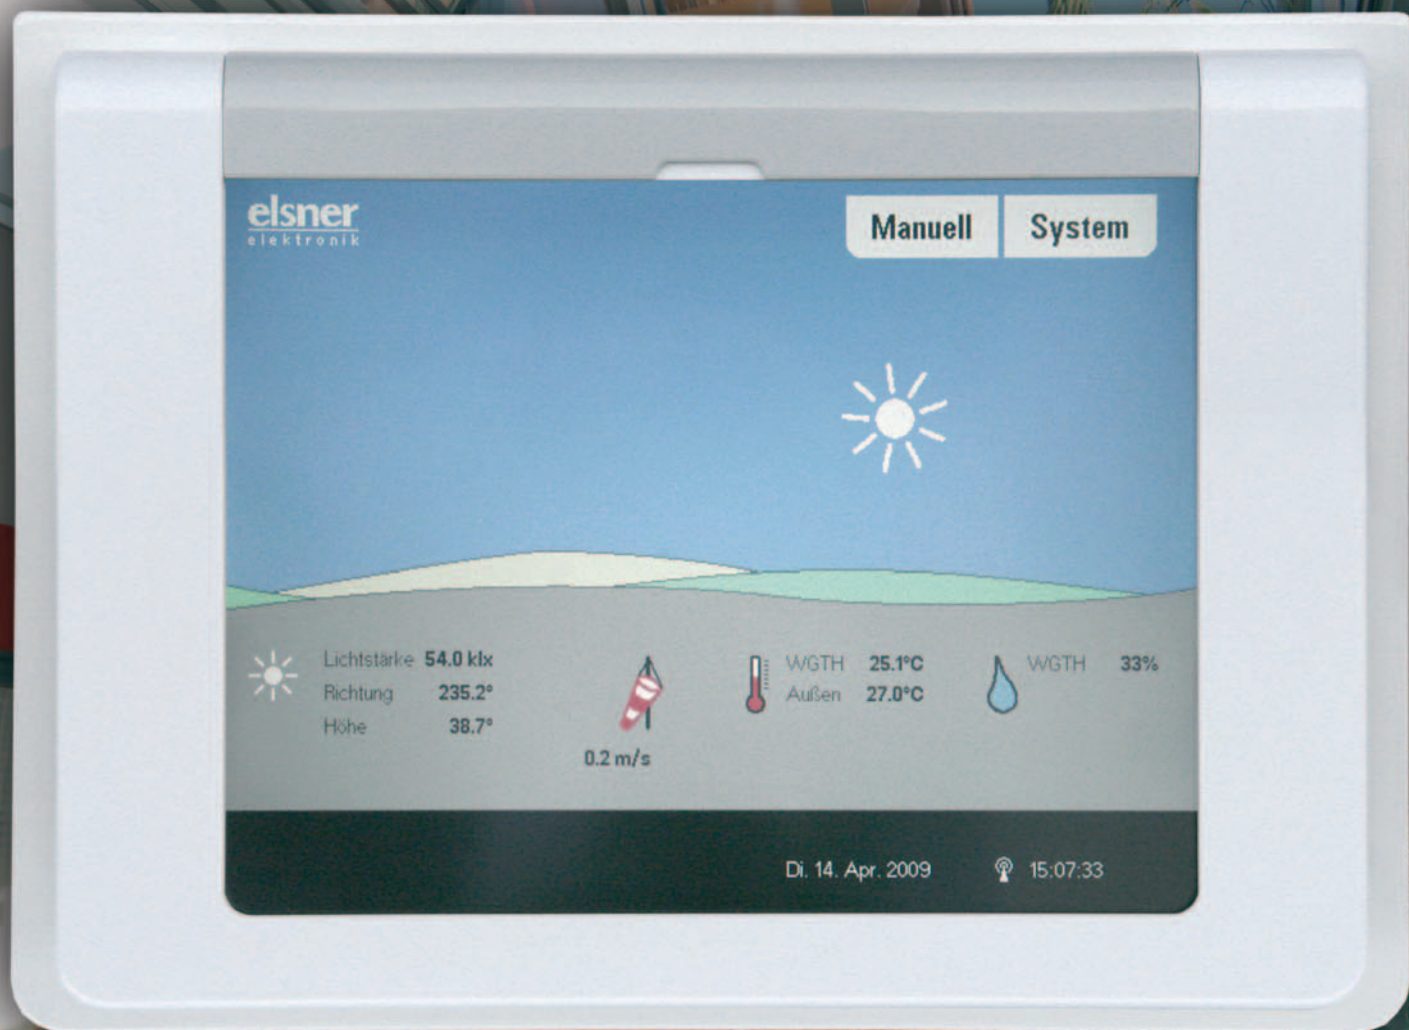 elsner
elektronik
Manuell System
Lichtstärke 54.0 klx
Richtung 235.2°
Höhe 38.7°
0.2 m/s
WGTH 25.1°C
Außen 27.0°C
WGTH 33%
Di. 14. Apr. 2009 15:07:33